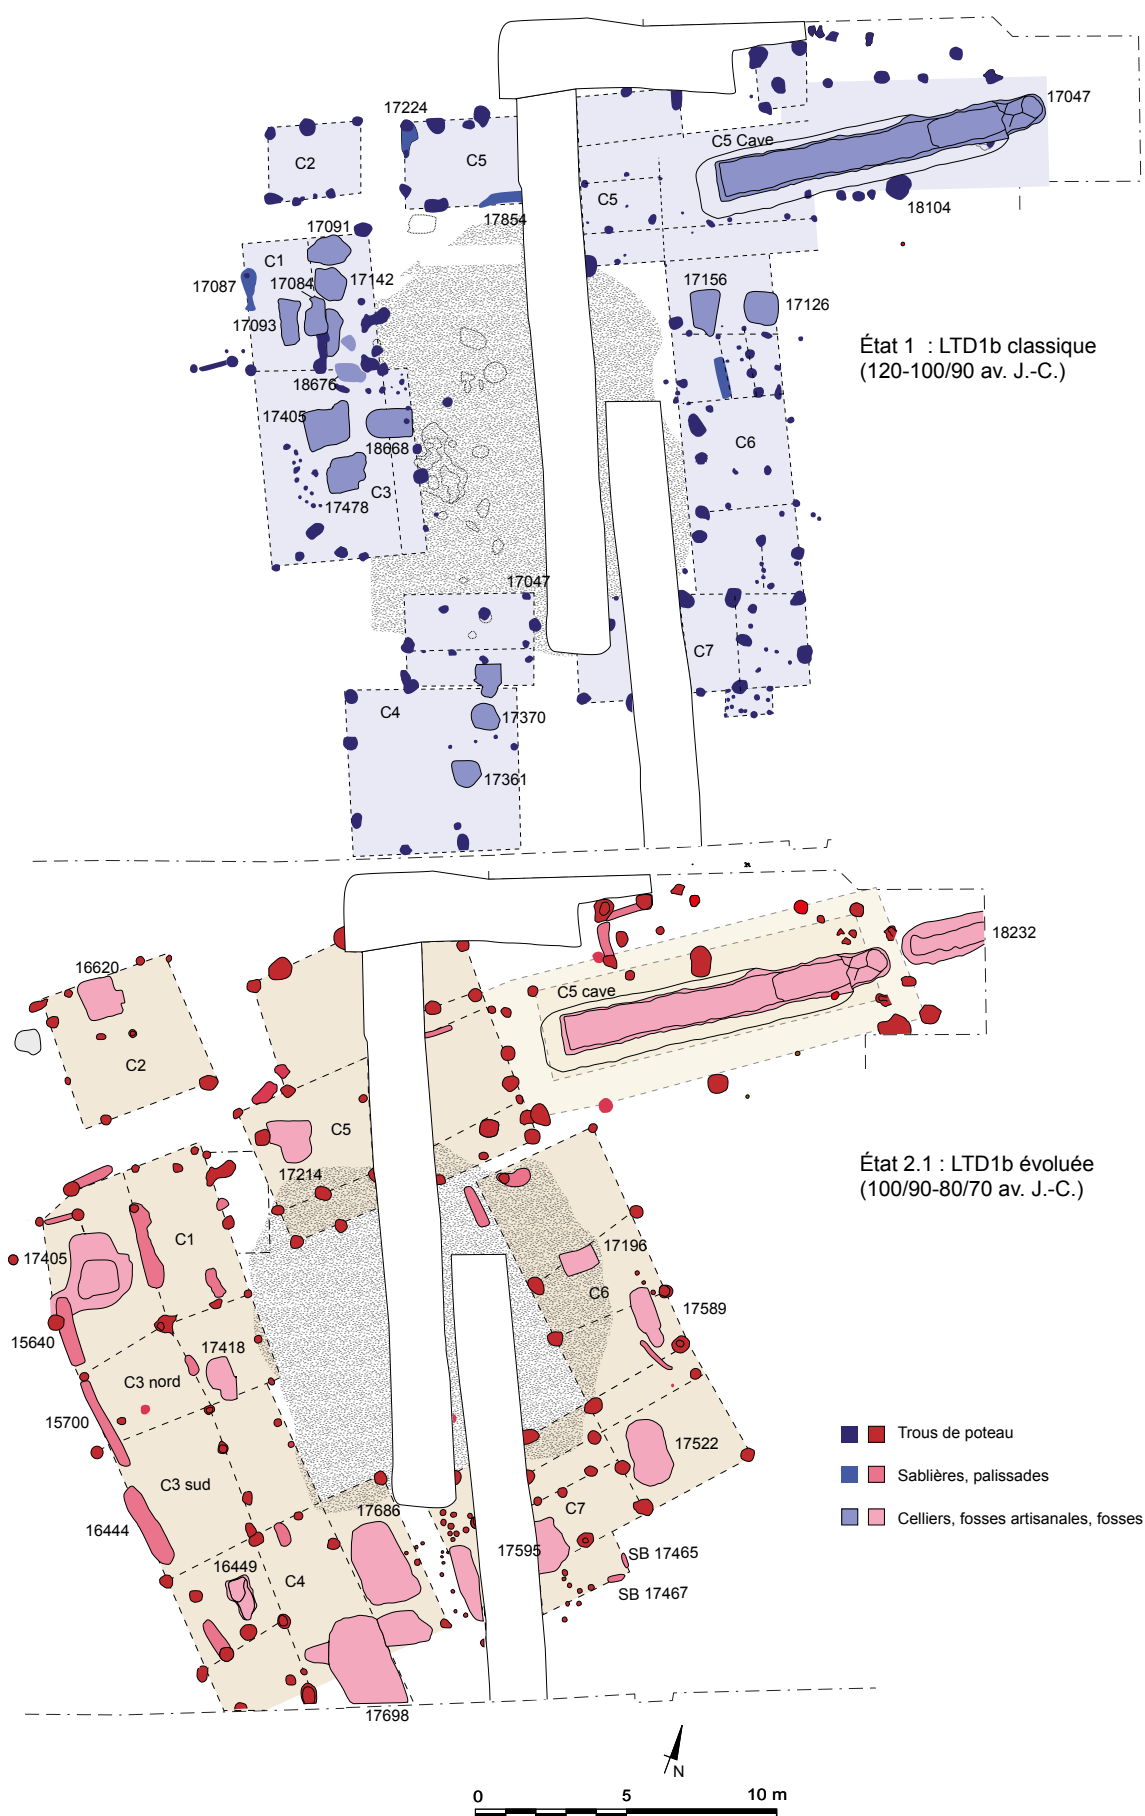 17224
C2
C5
C5 Cave
17047
C5
18104
17854
17091
C1
17142
17084
17087
17093
17156
17126
État 1 : LTD1b classique
(120-100/90 av. J.-C.)
18676
17405
18668
C6
C3
17478
17047
C7
C4
17370
17361
16620
18232
C5 cave
C2
C5
17214
État 2.1 : LTD1b évoluée
(100/90-80/70 av. J.-C.)
C1
17405
17196
C6
17589
15640
17418
C3 nord
15700
17522
Trous de poteau
C3 sud
Sablières, palissades
17686
C7
Celliers, fosses artisanales, fosses
16444
17595
SB 17465
16449
C4
SB 17467
17698
N
0 5 10 m